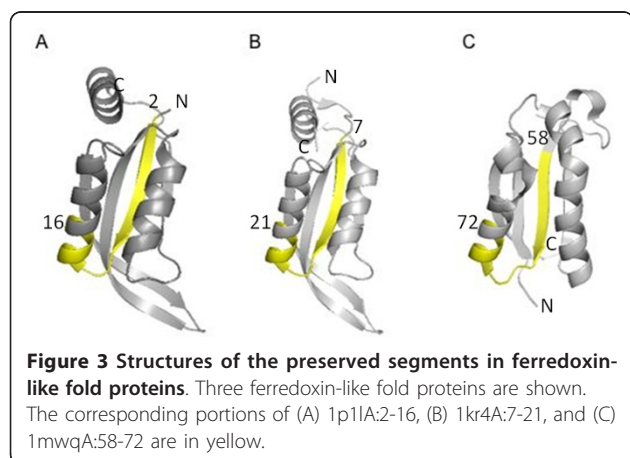 A
B
C
C
2
N
N
7
C
58
16
21
72
C
N
Figure 3 Structures of the preserved segments in ferredoxin-
like fold proteins. Three ferredoxin-like fold proteins are shown.
The corresponding portions of (A) 1p1lA:2-16, (B) 1kr4A:7-21, and (C)
1mwqA:58-72 are in yellow.